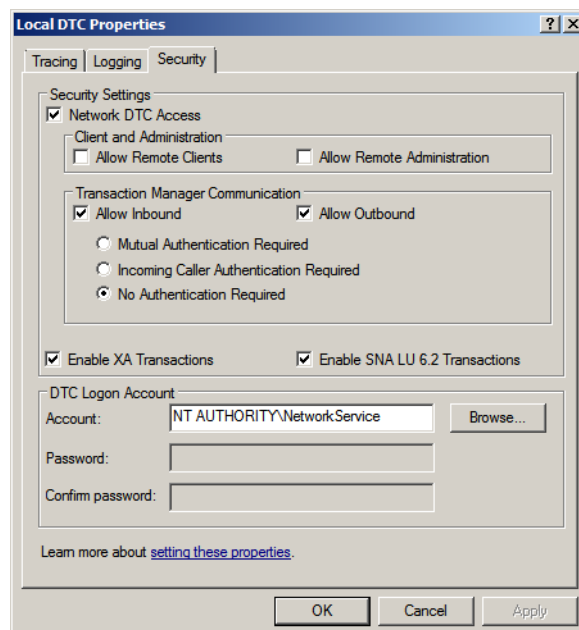 Local DTC Properties
Tracing Logging Security
Security Settings
Network DTC Access
Client and Administration
Allow Remote Clients Allow Remote Administration
Transaction Manager Communication
Allow Inbound Allow Outbound
Mutual Authentication Required
Incoming Caller Authentication Required
No Authentication Required
Enable XA Transactions Enable SNA LU 6.2 Transactions
DTC Logon Account
Account: NT AUTHORITY\NetworkService Browse...
Password:
Confirm password:
Learn more about setting these properties.
OK Cancel Apply